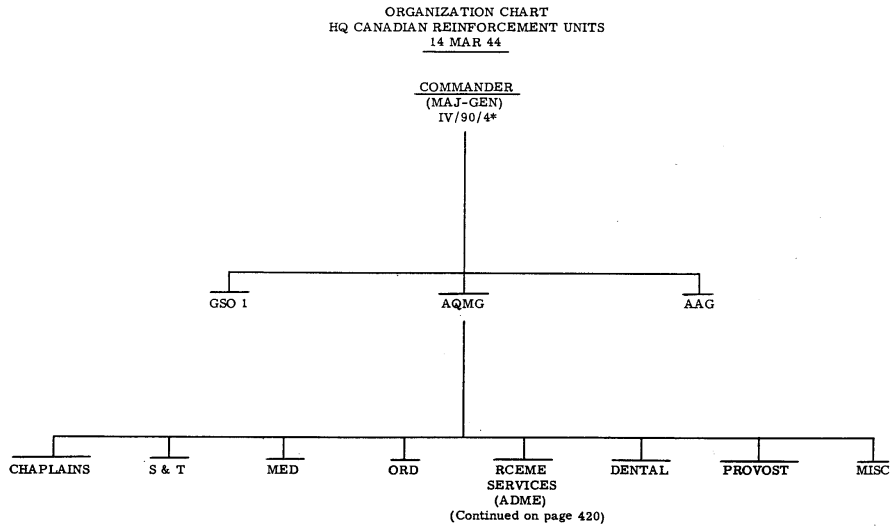 ORGANIZATION CHART
HQ CANADIAN REINFORCEMENT UNITS
14 MAR 44
COMMANDER
(MAJ-GEN)
IV/90/4*
GSO 1
AQMG
AAG
CHAPLAINS
S & T
MED
ORD
RCEME
SERVICES
(ADME)
(Continued on page 420)
DENTAL
PROVOST
MISC